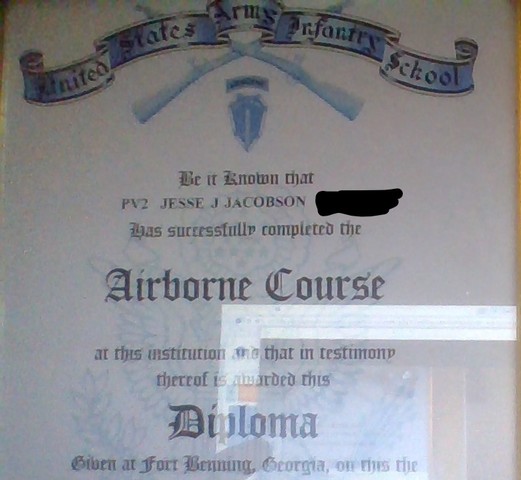 United States Army Infantry School
Be it Known that
PV2 JESSE J JACOBSON
Has successfully completed the
Airborne Course
at this institution and that in testimony
thereof is awarded this
Diploma
Given at Fort Benning, Georgia, on this the